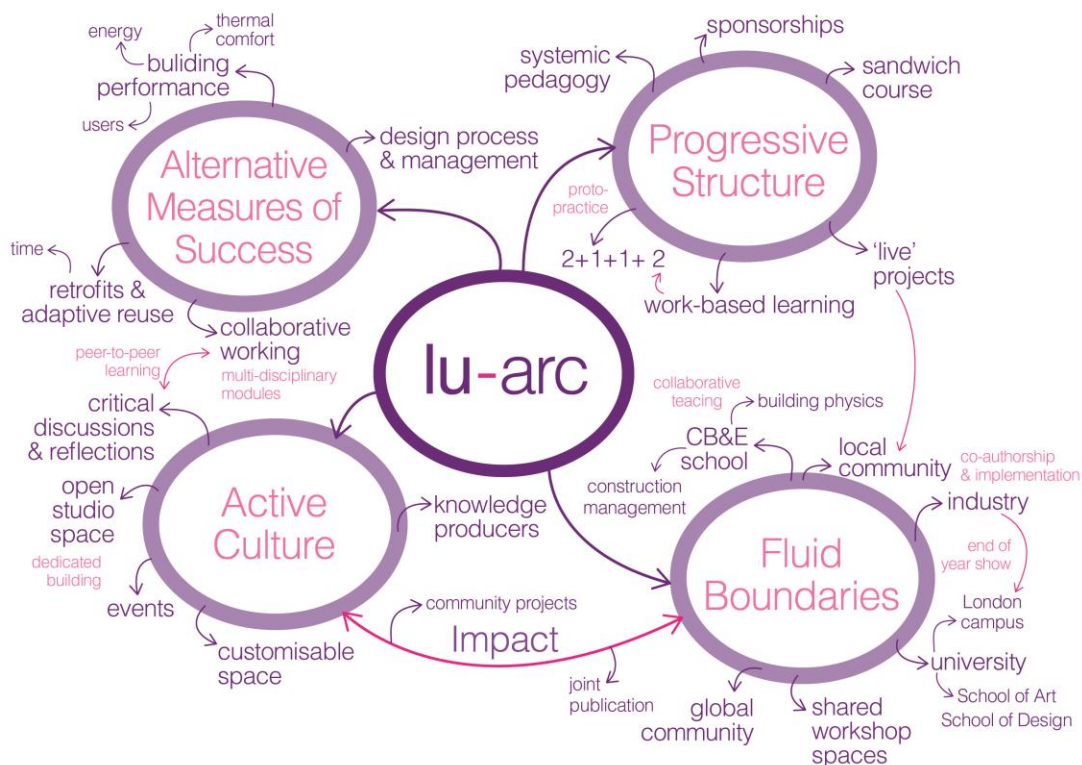 thermal
comfort
energy
buliding
performance
users
Alternative
Measures of
Success
design process
& management
time
retrofits &
adaptive reuse
collaborative
working
peer-to-peer
learning
multi-disciplinary
modules
sponsorships
systemic
pedagogy
sandwich
course
Progressive
Structure
proto-
practice
2+1+1+ 2
work-based learning
'live'
projects
lu-arc
critical
discussions
& reflections
open
studio
space
Active
Culture
knowledge
producers
dedicated
building
events
customisable
space
community projects
Impact
joint
publication
collaborative
teacing
building physics
CB&E
school
construction
management
local
community
co-authorship
& implementation
industry
end of
year show
Fluid
Boundaries
London
campus
university
School of Art
School of Design
global
community
shared
workshop
spaces